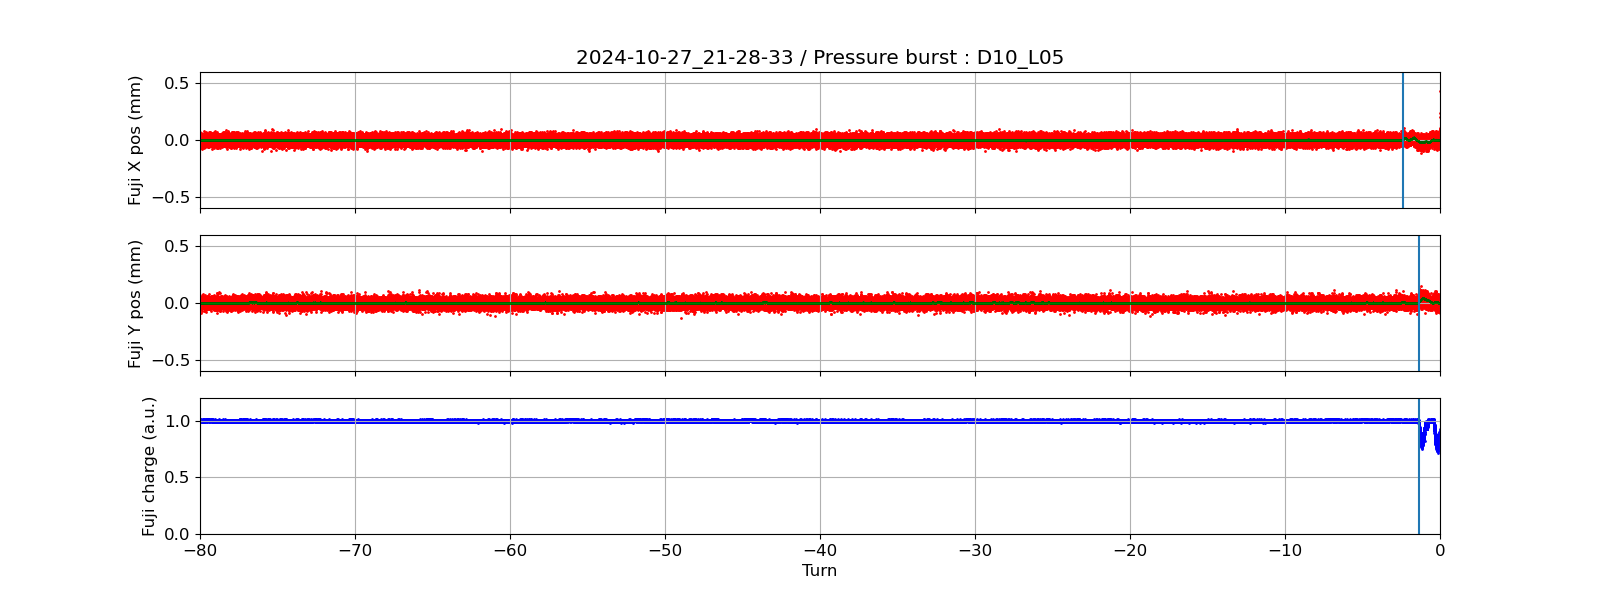 2024-10-27_21-28-33 / Pressure burst : D10_L05
Fuji X pos (mm)
0.5
0.0
−0.5
Fuji Y pos (mm)
0.5
0.0
−0.5
Fuji charge (a.u.)
1.0
0.5
0.0
−80 −70 −60 −50 −40 −30 −20 −10 0
Turn